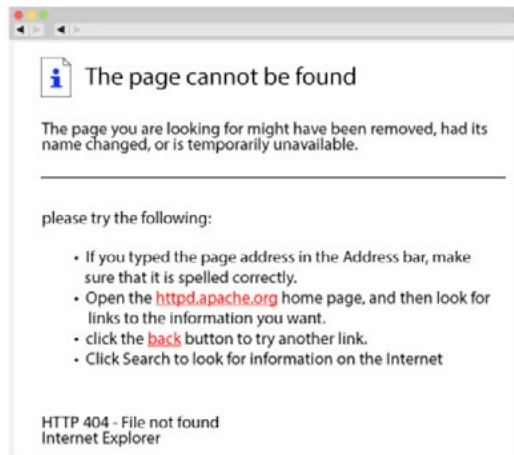 The page cannot be found
The page you are looking for might have been removed, had its
name changed, or is temporarily unavailable.
please try the following:
• If you typed the page address in the Address bar, make
sure that it is spelled correctly.
• Open the httpd.apache.org home page, and then look for
links to the information you want.
• click the back button to try another link.
• Click Search to look for information on the Internet
HTTP 404 - File not found
Internet Explorer